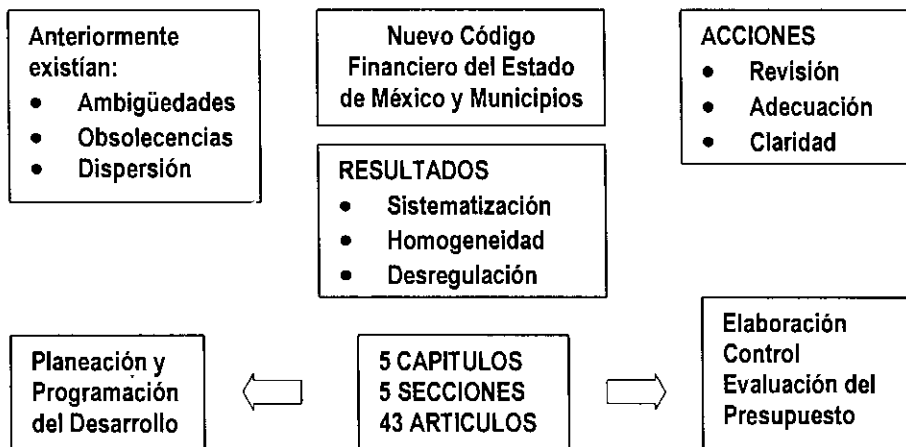 Anteriormente
existían:
• Ambigüedades
• Obsolecencias
• Dispersión
Nuevo Código
Financiero del Estado
de México y Municipios
ACCIONES
• Revisión
• Adecuación
• Claridad
RESULTADOS
• Sistematización
• Homogeneidad
• Desregulación
Planeación y
Programación
del Desarrollo
5 CAPITULOS
5 SECCIONES
43 ARTICULOS
Elaboración
Control
Evaluación del
Presupuesto